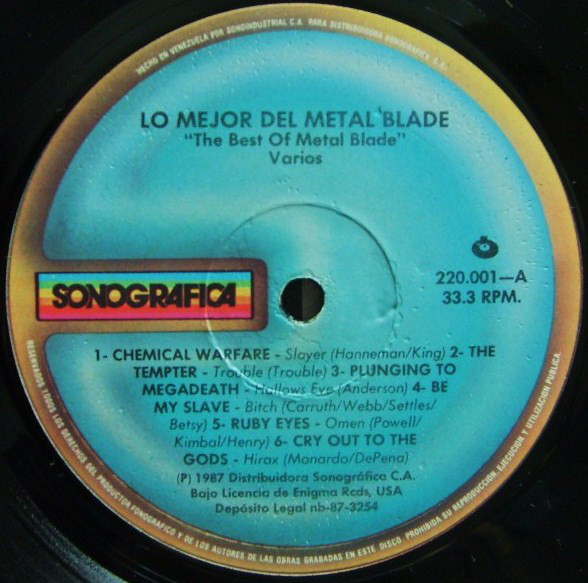 HECHO EN VENEZUELA POR SONOINDUSTRIAL C.A. PARA DISTRIBUIDORA SONOGRAFICA C.A.
LO MEJOR DEL METAL BLADE
"The Best Of Metal Blade"
Varios
220.001—A
33.3 RPM.
SONOGRAFICA
1- CHEMICAL WARFARE - Slayer (Hanneman/King) 2- THE
TEMPTER - Trouble (Trouble) 3- PLUNGING TO
MEGADEATH - Hallows Eve (Anderson) 4- BE
MY SLAVE - Bitch (Carruth/Webb/Settles/
Betsy) 5- RUBY EYES - Omen (Powell/
Kimbal/Henry) 6- CRY OUT TO THE
GODS - Hirax (Monardo/DePena)
(P) 1987 Distribuidora Sonográfica C.A.
Bajo Licencia de Enigma Rcds, USA
Depósito Legal nb-87-3254
RESERVADOS TODOS LOS DERECHOS DEL PRODUCTOR FONOGRAFICO Y DE LOS AUTORES DE LAS OBRAS GRABADAS EN ESTE DISCO. PROHIBIDA SU REPRODUCCION, EJECUCION Y UTILIZACION PUBLICA.